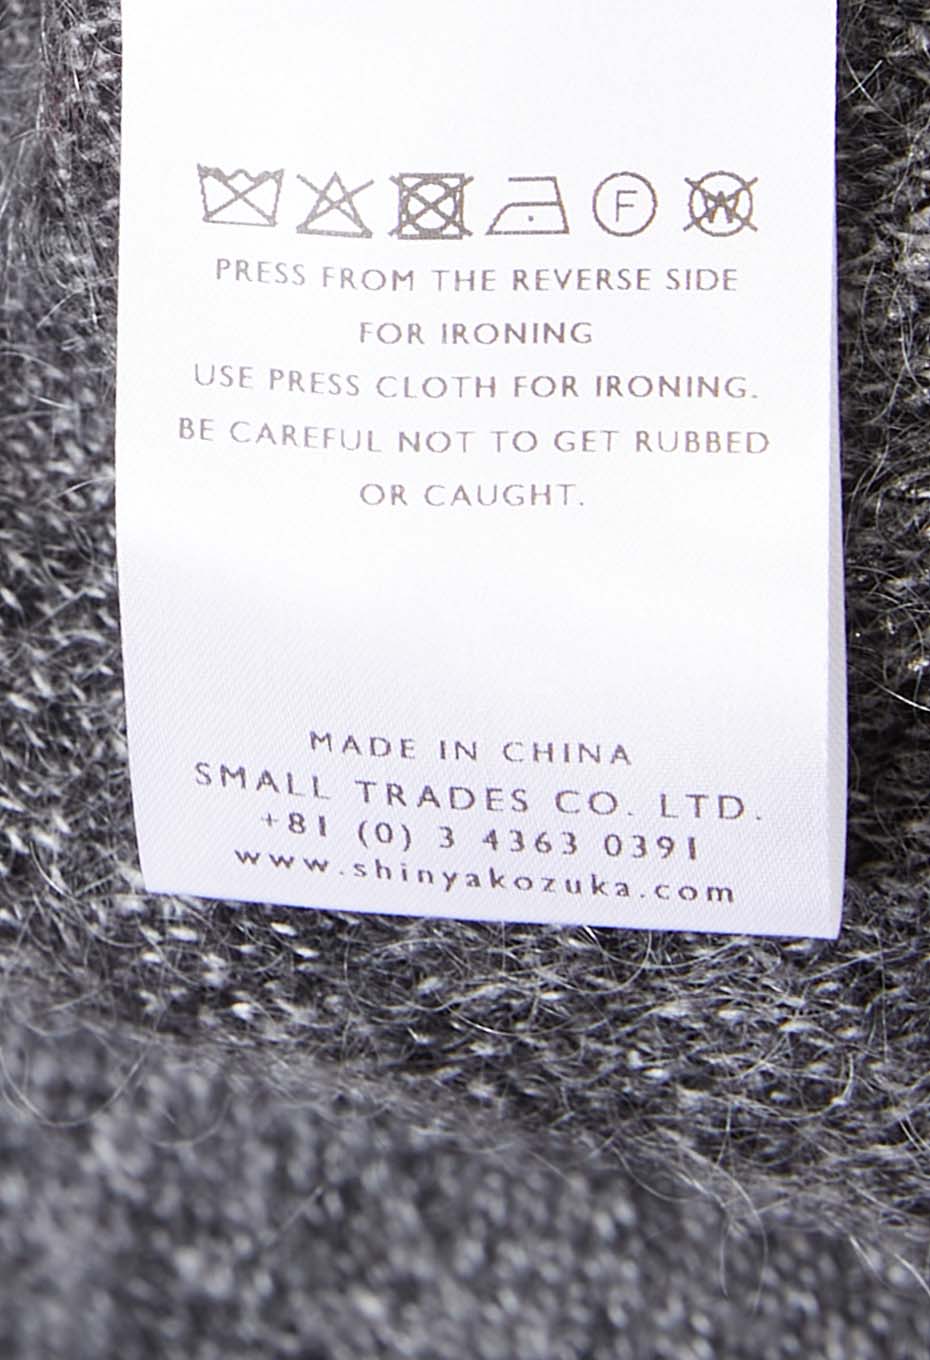 F W
PRESS FROM THE REVERSE SIDE
FOR IRONING
USE PRESS CLOTH FOR IRONING.
BE CAREFUL NOT TO GET RUBBED
OR CAUGHT.
MADE IN CHINA
SMALL TRADES CO. LTD.
+81 (0) 3 4363 0391
www.shinyakozuka.com